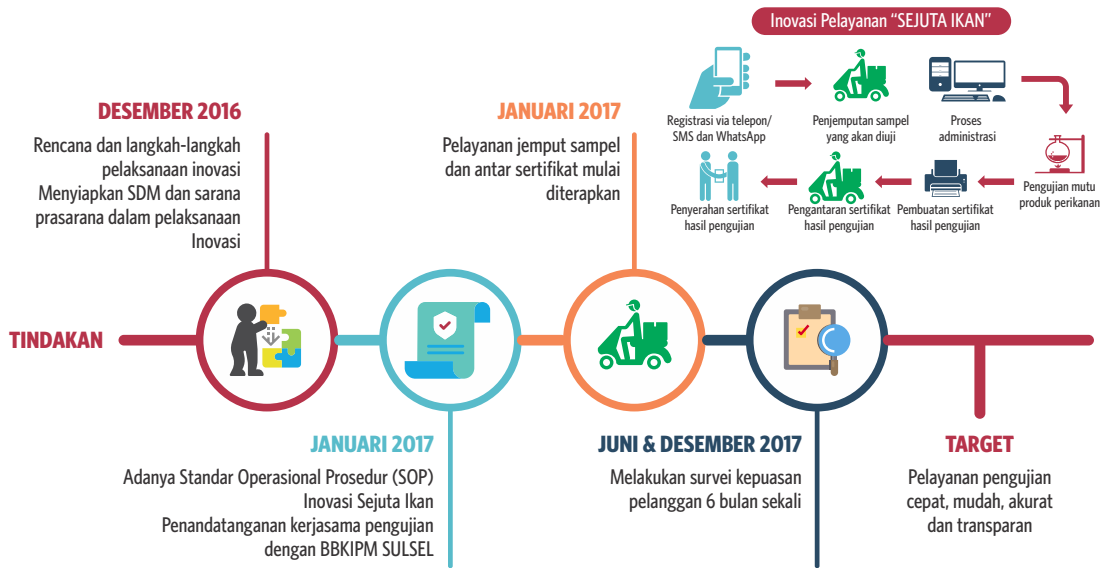 Inovasi Pelayanan “SEJUTA IKAN”
Registrasi via telepon/
SMS dan WhatsApp
Penjemputan sampel
yang akan diuji
Proses
administrasi
Pengujian mutu
produk perikanan
Pembuatan sertifikat
hasil pengujian
Pengantaran sertifikat
hasil pengujian
Penyerahan sertifikat
hasil pengujian
TINDAKAN
DESEMBER 2016
Rencana dan langkah-langkah
pelaksanaan inovasi
Menyiapkan SDM dan sarana
prasarana dalam pelaksanaan
Inovasi
JANUARI 2017
Adanya Standar Operasional Prosedur (SOP)
Inovasi Sejuta Ikan
Penandatanganan kerjasama pengujian
dengan BBKIPM SULSEL
JANUARI 2017
Pelayanan jemput sampel
dan antar sertifikat mulai
diterapkan
JUNI & DESEMBER 2017
Melakukan survei kepuasan
pelanggan 6 bulan sekali
TARGET
Pelayanan pengujian
cepat, mudah, akurat
dan transparan